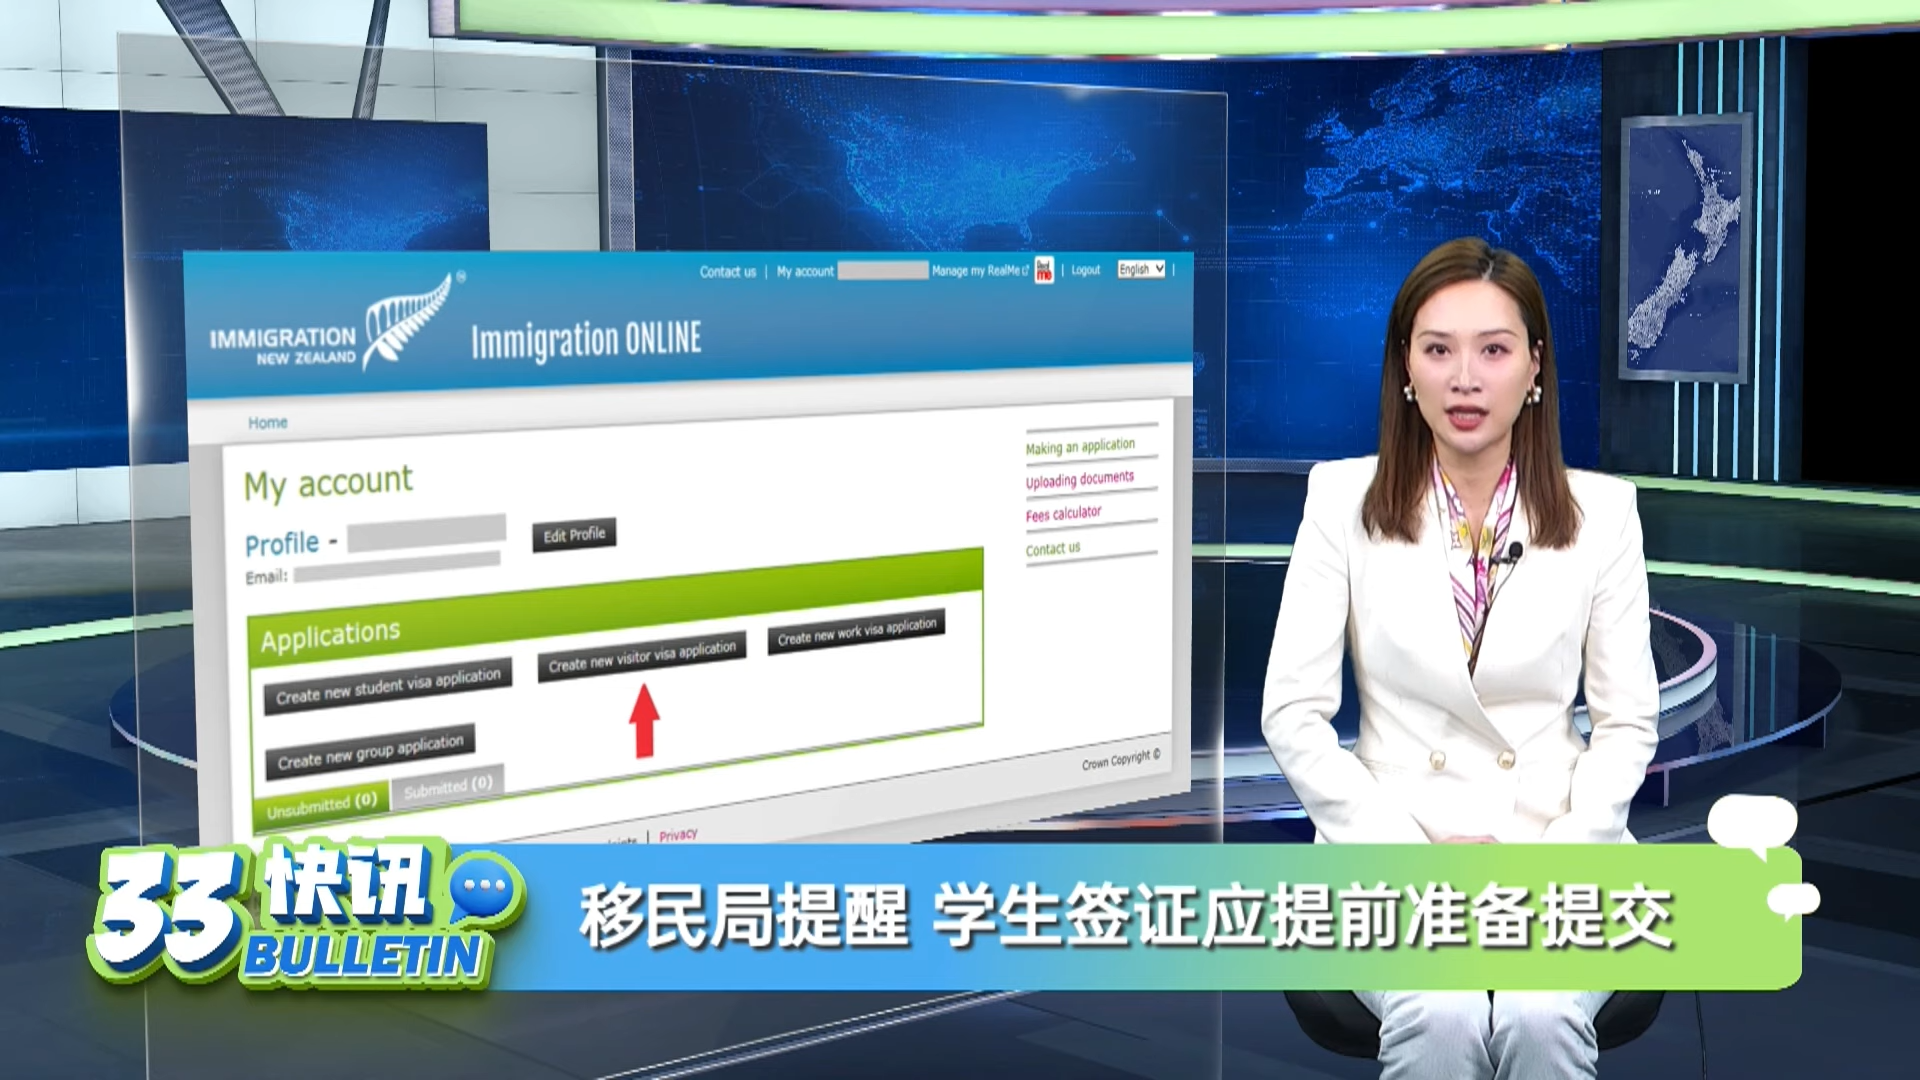 Contact us | My account Manage my RealMe Real me | Logout English |
IMMIGRATION
NEW ZEALAND
Immigration ONLINE
Home
My account
Profile -
Edit Profile
Email:
Making an application
Uploading documents
Fees calculator
Contact us
Applications
Create new student visa application
Create new visitor visa application
Create new work visa application
Create new group application
Unsubmitted (0)
Submitted (0)
Crown Copyright ©
| Privacy
33快讯
BULLETIN
移民局提醒 学生签证应提前准备提交